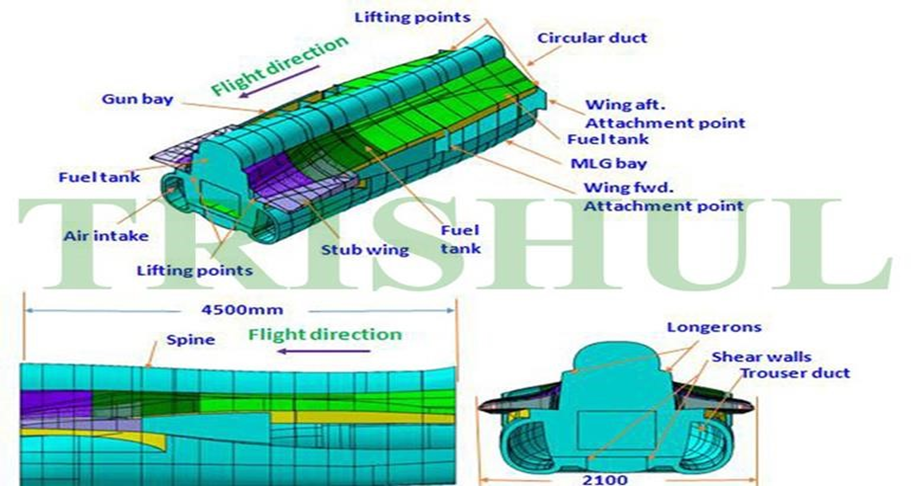 Lifting points
Circular duct
Flight direction
Gun bay
Wing aft.
Attachment point
Fuel tank
MLG bay
Fuel tank
Wing fwd.
Attachment point
Air intake
Stub wing
Fuel
tank
Lifting points
TRISHUL
4500mm
Spine
Flight direction
Longerons
Shear walls
Trouser duct
2100